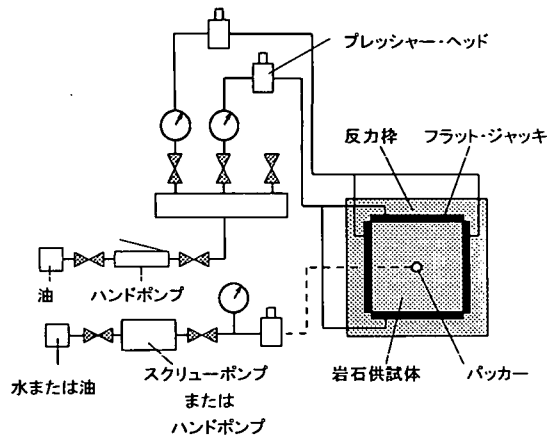 プレッシャー・ヘッド
反力枠
フラット・ジャッキ
油
ハンドポンプ
水または油
スクリューポンプ
または
ハンドポンプ
岩石供試体
パッカー